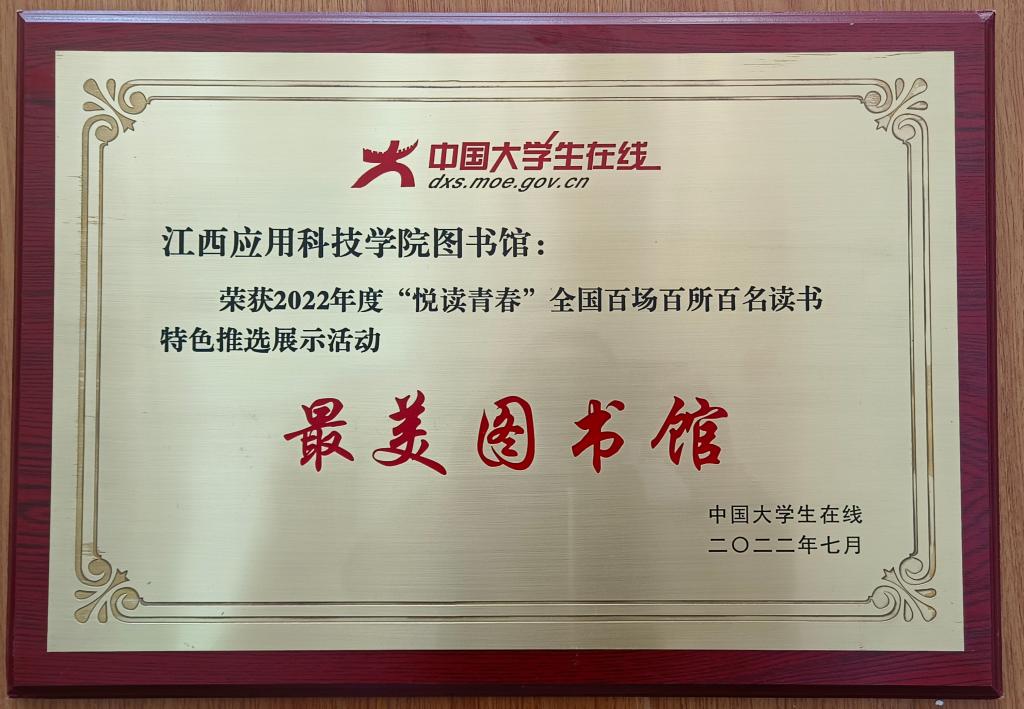 中国大学生在线
dxs.moe.gov.cn
江西应用科技学院图书馆：
荣获2022年度“悦读青春”全国百场百所百名读书
特色推选展示活动
最美图书馆
中国大学生在线
二〇二二年七月